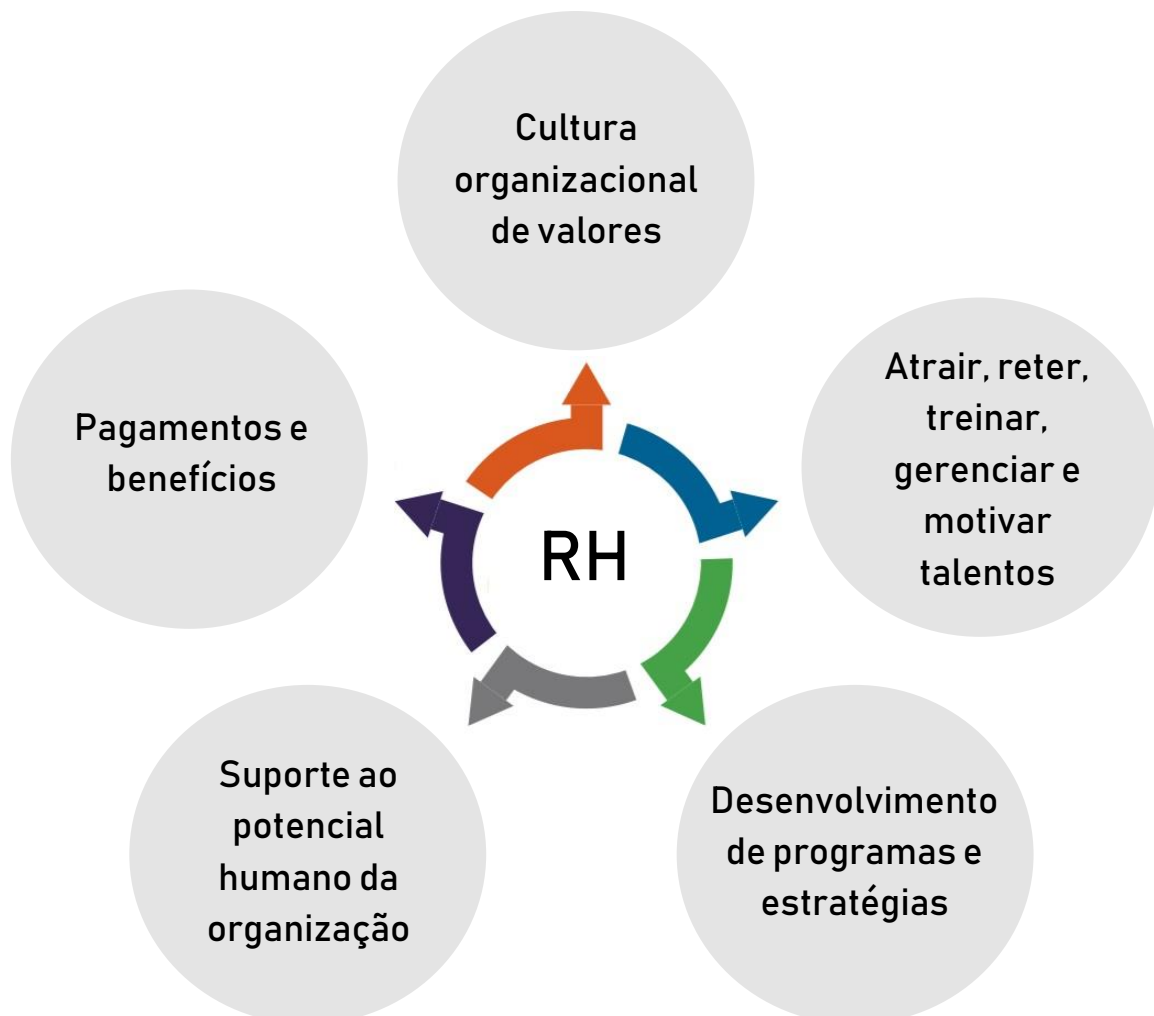 Cultura
organizacional
de valores
Atrair, reter,
treinar,
gerenciar e
motivar
talentos
Pagamentos e
benefícios
RH
Suporte ao
potencial
humano da
organização
Desenvolvimento
de programas e
estratégias